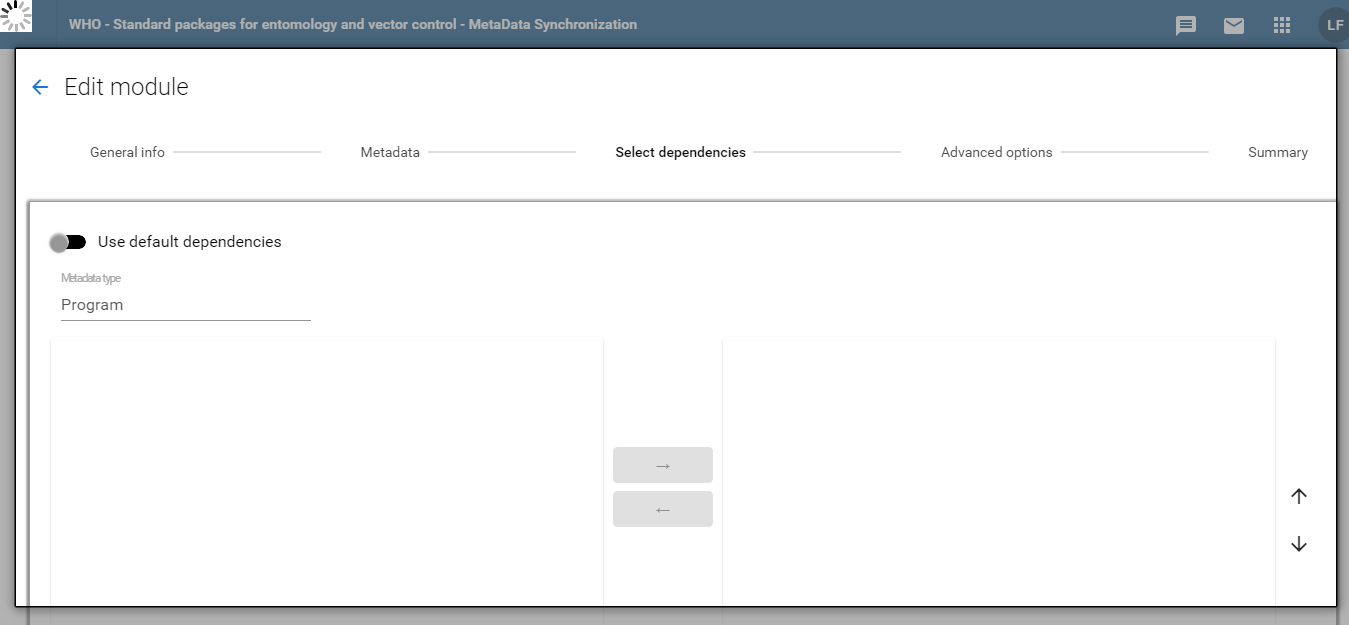 WHO - Standard packages for entomology and vector control - MetaData Synchronization
LF
Edit module
General info
Metadata
Select dependencies
Advanced options
Summary
Use default dependencies
Metadata type
Program